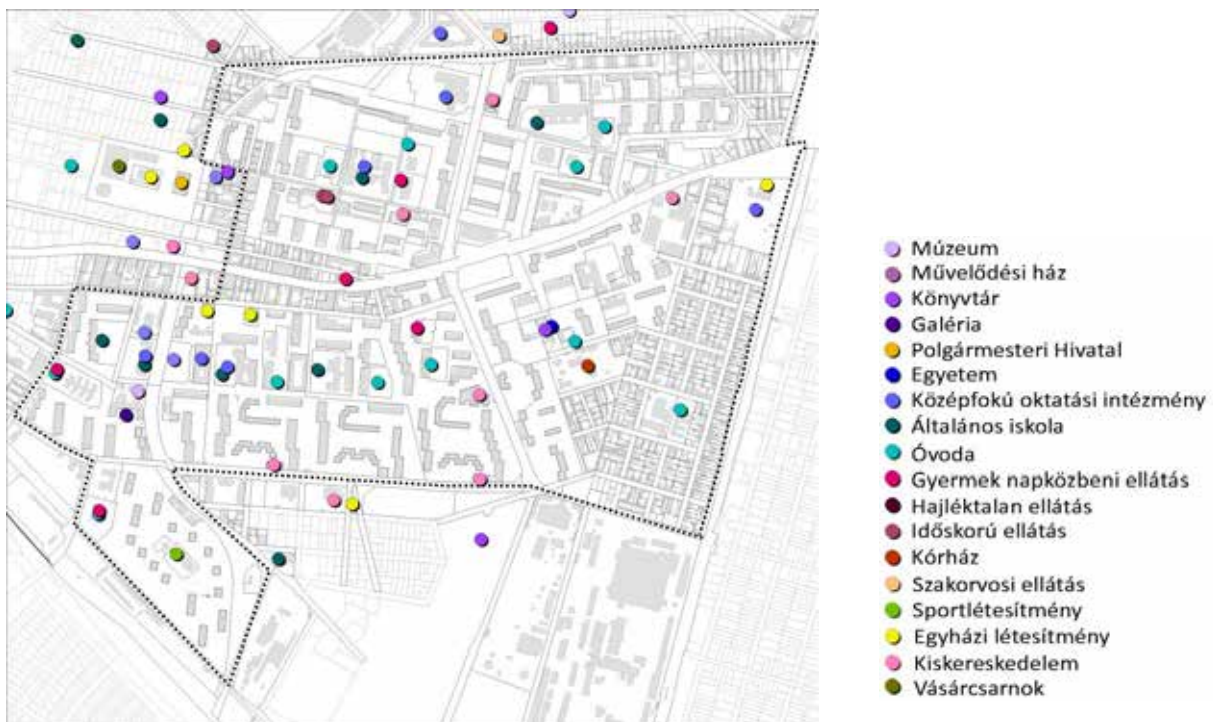 Múzeum
Művelődési ház
Könyvtár
Galéria
Polgármesteri Hivatal
Egyetem
Középfokú oktatási intézmény
Általános iskola
Óvoda
Gyermek napközbeni ellátás
Hajléktalan ellátás
Időskorú ellátás
Kórház
Szakorvosi ellátás
Sportlétesítmény
Egyházi létesítmény
Kiskereskedelem
Vásárcsarnok